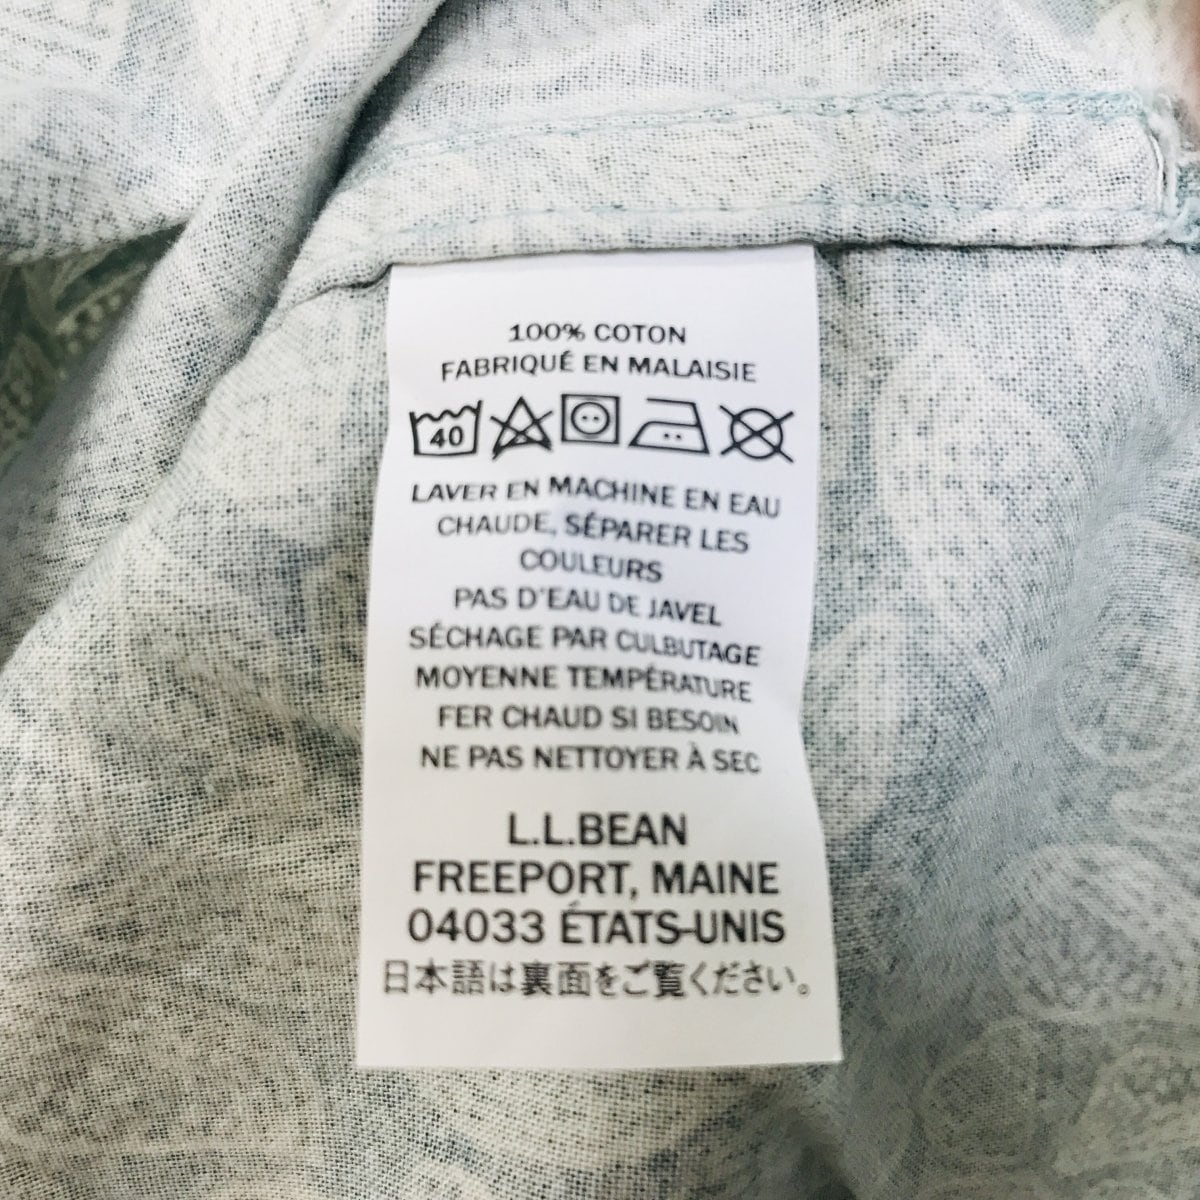 100% COTON
FABRIQUÉ EN MALAISIE
40
LAVER EN MACHINE EN EAU
CHAUDE, SÉPARER LES
COULEURS
PAS D'EAU DE JAVEL
SÉCHAGE PAR CULBUTAGE
MOYENNE TEMPÉRATURE
FER CHAUD SI BESOIN
NE PAS NETTOYER À SEC
L.L.BEAN
FREEPORT, MAINE
04033 ÉTATS-UNIS
日本語は裏面をご覧ください。